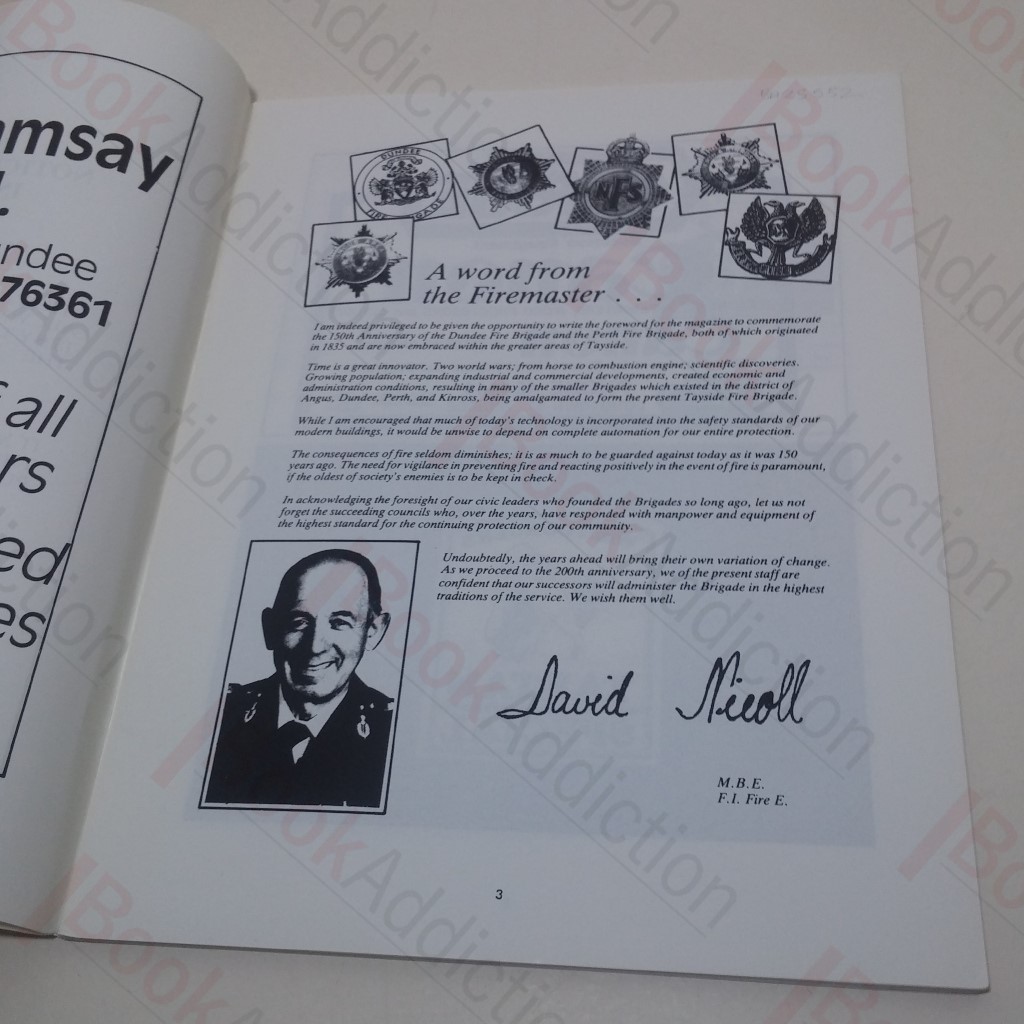 amsay
ndee
76361
all
rs
ed
es
DUNDEE
FIRE BRIGADE
NFS
A word from
the Firemaster . . .
I am indeed privileged to be given the opportunity to write the foreword for the magazine to commemorate
the 150th Anniversary of the Dundee Fire Brigade and the Perth Fire Brigade, both of which originated
in 1835 and are now embraced within the greater areas of Tayside.
Time is a great innovator. Two world wars; from horse to combustion engine; scientific discoveries.
Growing population; expanding industrial and commercial developments, created economic and
administration conditions, resulting in many of the smaller Brigades which existed in the district of
Angus, Dundee, Perth, and Kinross, being amalgamated to form the present Tayside Fire Brigade.
While I am encouraged that much of today's technology is incorporated into the safety standards of our
modern buildings, it would be unwise to depend on complete automation for our entire protection.
The consequences of fire seldom diminishes; it is as much to be guarded against today as it was 150
years ago. The need for vigilance in preventing fire and reacting positively in the event of fire is paramount,
if the oldest of society's enemies is to be kept in check.
In acknowledging the foresight of our civic leaders who founded the Brigades so long ago, let us not
forget the succeeding councils who, over the years, have responded with manpower and equipment of
the highest standard for the continuing protection of our community.
Undoubtedly, the years ahead will bring their own variation of change.
As we proceed to the 200th anniversary, we of the present staff are
confident that our successors will administer the Brigade in the highest
traditions of the service. We wish them well.
David Nicoll
M.B.E.
F.I. Fire E.
3
BookAddiction